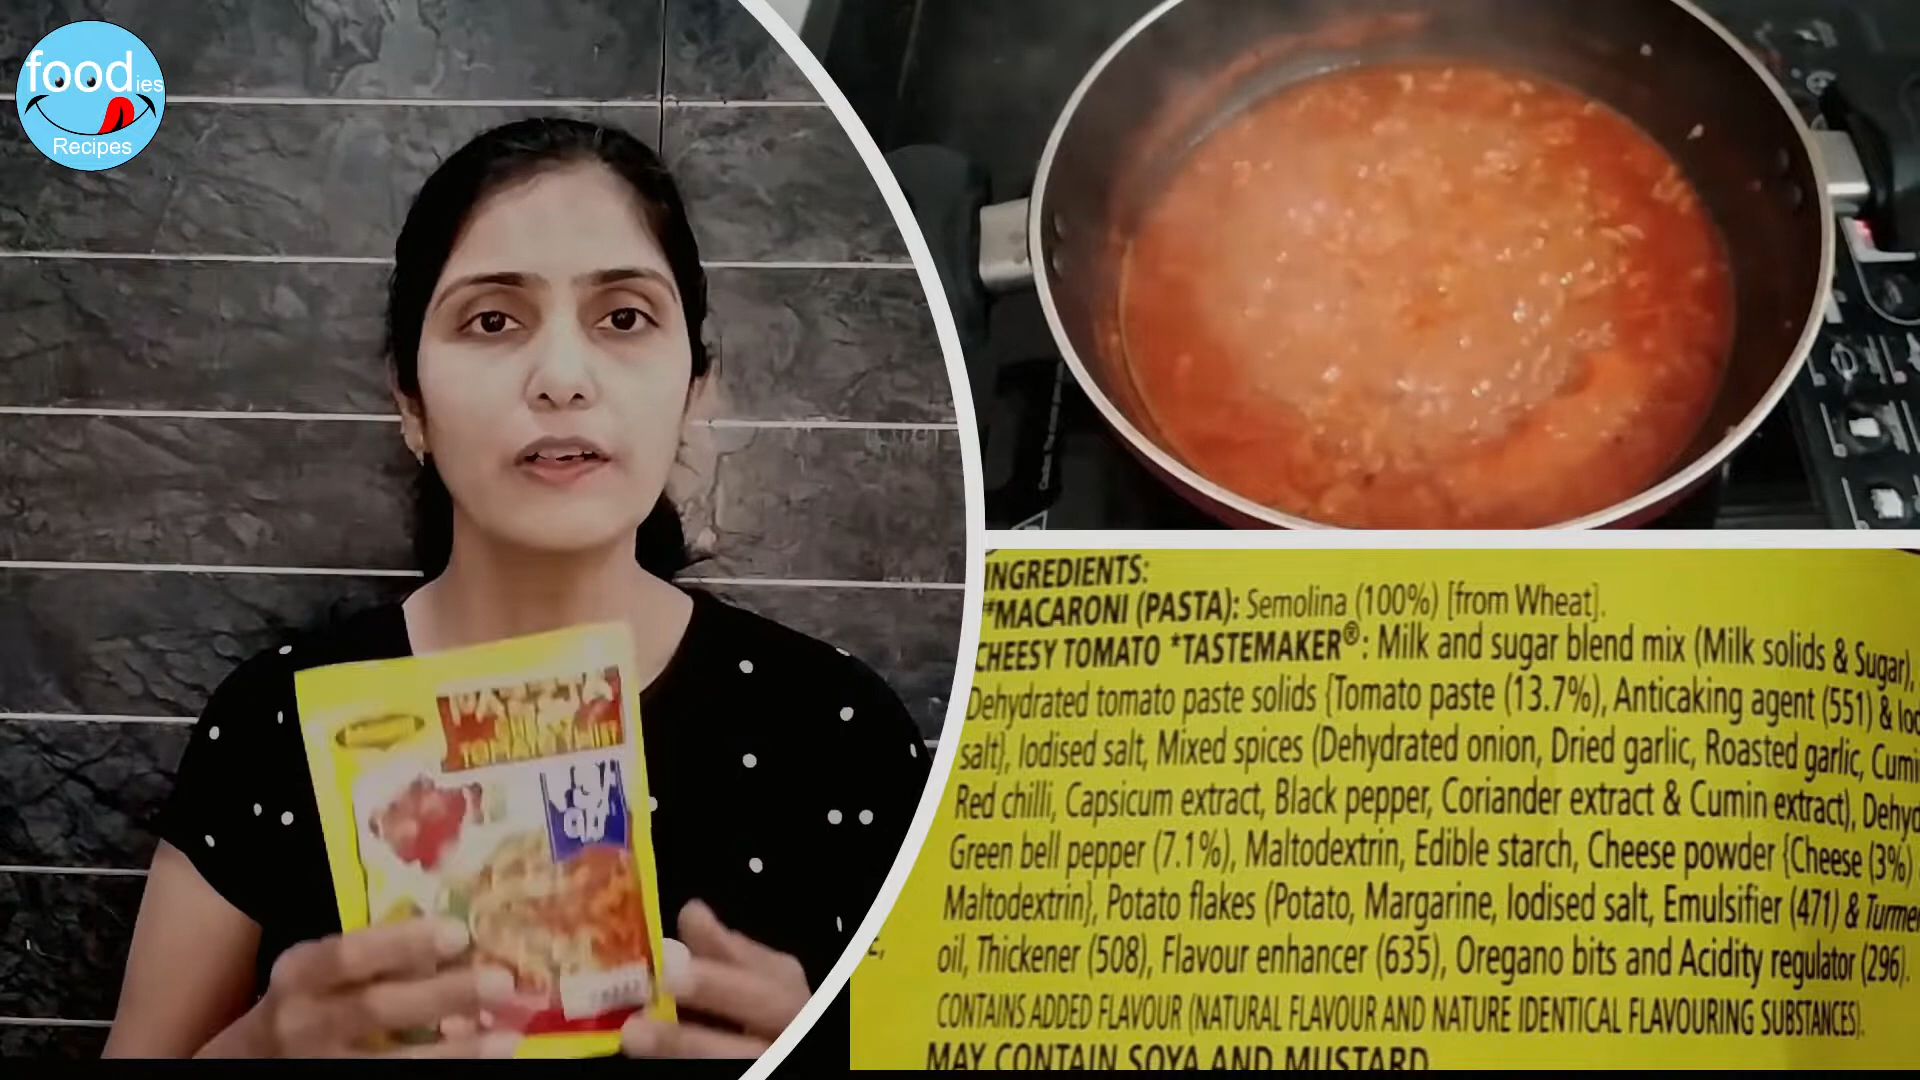 foodies
Recipes
TOMATO TWIST
INGREDIENTS:
*MACARONI (PASTA): Semolina (100%) [from Wheat].
CHEESY TOMATO *TASTEMAKER®: Milk and sugar blend mix (Milk solids & Sugar),
Dehydrated tomato paste solids {Tomato paste (13.7%), Anticaking agent (551) &
salt}, Iodised salt, Mixed spices (Dehydrated onion, Dried garlic, Roasted garlic, Cumi
Red chilli, Capsicum extract, Black pepper, Coriander extract & Cumin extract), Dehyd
Green bell pepper (7.1%), Maltodextrin, Edible starch, Cheese powder {Cheese (3%)
Maltodextrin}, Potato flakes (Potato, Margarine, Iodised salt, Emulsifier (471) & Turme
oil, Thickener (508), Flavour enhancer (635), Oregano bits and Acidity regulator (296).
CONTAINS ADDED FLAVOUR (NATURAL FLAVOUR AND NATURE IDENTICAL FLAVOURING SUBSTANCES).
MAY CONTAIN SOYA AND MUSTARD